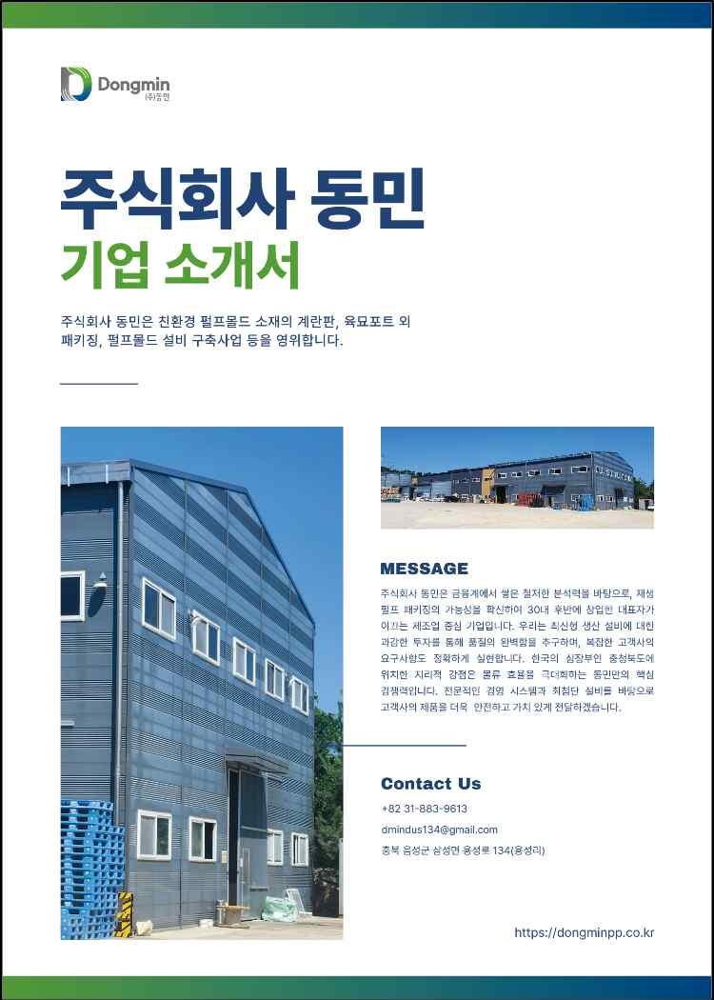 Dongmin
(주)동민
주식회사 동민
기업 소개서
주식회사 동민은 친환경 펄프몰드 소재의 계란판, 육묘포트 외
패키징, 펄프몰드 설비 구축사업 등을 영위합니다.
MESSAGE
주식회사 동민은 금융계에서 쌓은 철저한 분석력을 바탕으로, 재생
펄프 패키징의 가능성을 확신하여 30대 후반에 창업한 대표자가
이끄는 제조업 중심 기업입니다. 우리는 최신형 생산 설비에 대한
과감한 투자를 통해 품질의 완벽함을 추구하며, 복잡한 고객사의
요구사항도 정확하게 실현합니다. 한국의 심장부인 충청북도에
위치한 지리적 강점은 물류 효율을 극대화하는 동민만의 핵심
경쟁력입니다. 전문적인 경영 시스템과 최첨단 설비를 바탕으로
고객사의 제품을 더욱 안전하고 가치 있게 전달하겠습니다.
Contact Us
+82 31-883-9613
dmindus134@gmail.com
충북 음성군 삼성면 용성로 134(용성리)
https://dongminpp.co.kr